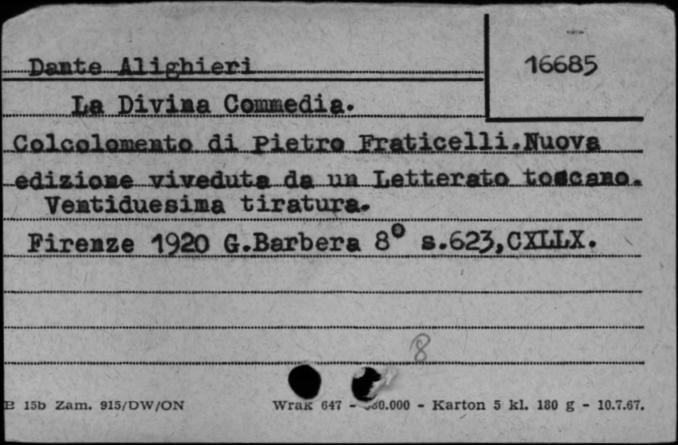 16685
Dante Alighieri
La Divina Commedia.
Colcolomento di Pietro Fraticelli.Nuova
edizione viveduta da un Letterato toscano.
Ventiduesima tiratura.
Firenze 1920 G.Barbera 8° s.623,CXLLX.
8
B 15b Zam. 915/DW/ON Wrak 647 - 0.000 - Karton 5 kl. 180 g - 10.7.67.